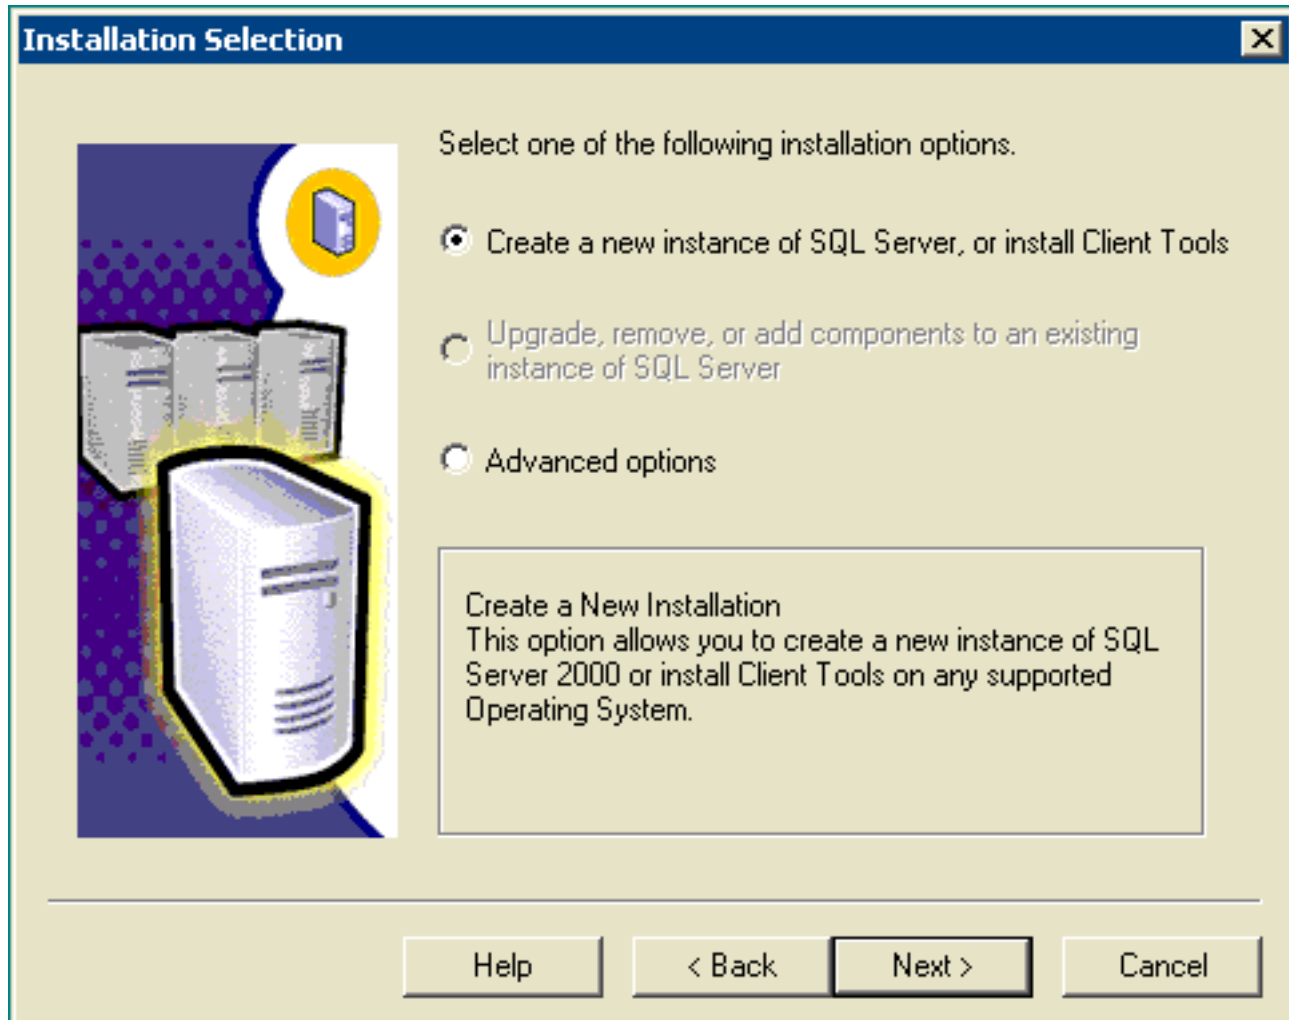 Installation Selection
Select one of the following installation options.
Create a new instance of SQL Server, or install Client Tools
Upgrade, remove, or add components to an existing
instance of SQL Server
Advanced options
Create a New Installation
This option allows you to create a new instance of SQL
Server 2000 or install Client Tools on any supported
Operating System.
Help
< Back
Next >
Cancel